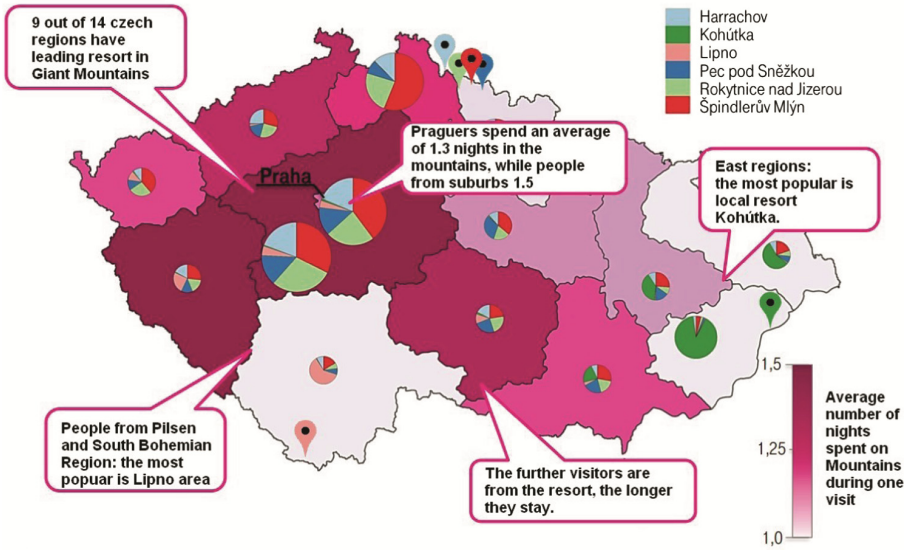 9 out of 14 czech
regions have
leading resort in
Giant Mountains
Harrachov
Kohútka
Lipno
Pec pod Sněžkou
Rokytnice nad Jizerou
Špindlerův Mlýn
Praguers spend an average
of 1.3 nights in the
mountains, while people
from suburbs 1.5
Praha
East regions:
the most popular is
local resort
Kohútka.
People from Pilsen
and South Bohemian
Region: the most
popuar is Lipno area
The further visitors are
from the resort, the longer
they stay.
1,5
1,25
1,0
Average
number of
nights
spent on
Mountains
during one
visit